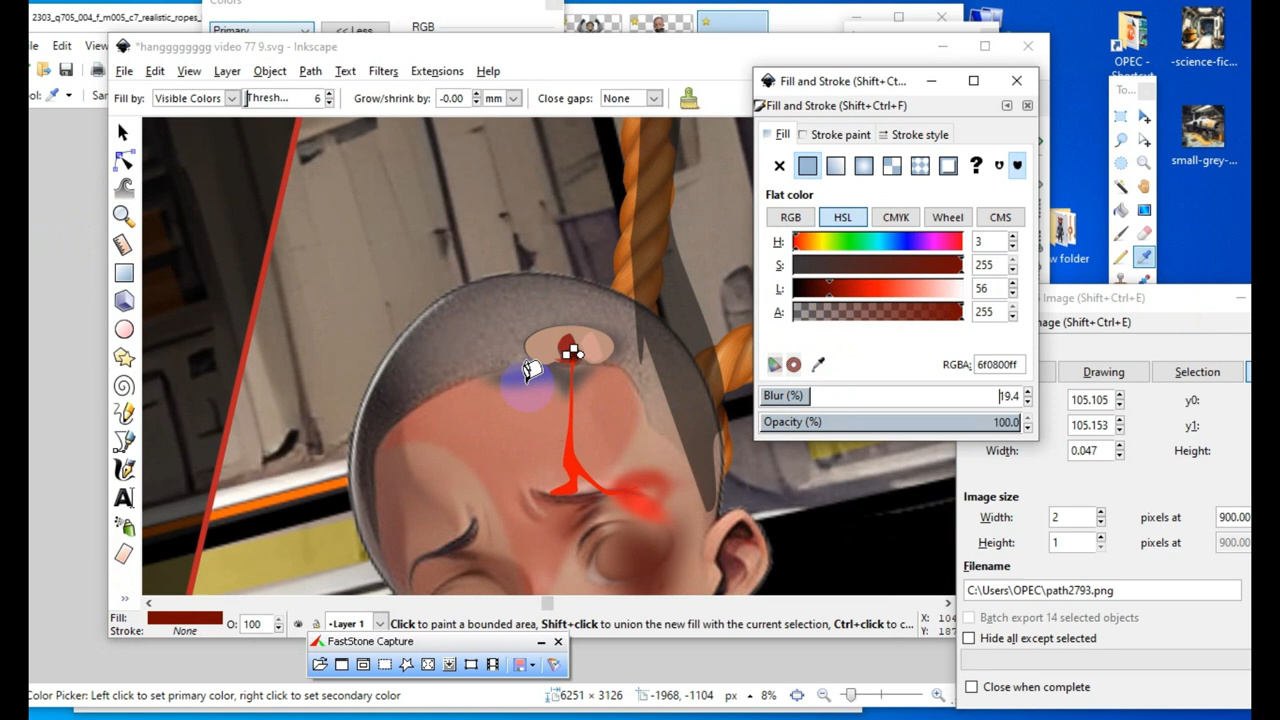 2303_q705_004_f_m005_c7_realistic_ropes_
Colors
Primary
<< Less
RGB
Edit
*hangggggggg video 77 9.svg - Inkscape
File Edit View Layer Object Path Text Filters Extensions Help
Fill by: Visible Colors Thresh... 6 Grow/shrink by: -0.00 mm Close gaps: None
Fill and Stroke (Shift+Ct...
Fill and Stroke (Shift+Ctrl+F)
Fill Stroke paint Stroke style
Flat color
RGB HSL CMYK Wheel CMS
H: 3
S: 255
L: 56
A: 255
RGBA: 6f0800ff
Blur (%) 19.4
Opacity (%) 100.0
OPEC -
Shortcut
-science-fic...
To...
small-grey-...
w folder
Image (Shift+Ctrl+E)
mage (Shift+Ctrl+E)
Drawing Selection
105.105 y0:
105.153 y1:
Width: 0.047 Height:
Image size
Width: 2 pixels at 900.00
Height: 1 pixels at 900.00
Filename
C:\Users\OPEC\path2793.png
Batch export 14 selected objects
Hide all except selected
Close when complete
Fill:
Stroke: None
O: 100
Layer 1
Click to paint a bounded area, Shift+click to union the new fill with the current selection, Ctrl+click to c...
X: 104
Y: 187
FastStone Capture
Color Picker: Left click to set primary color, right click to set secondary color
6251 × 3126
-1968, -1104
px
8%